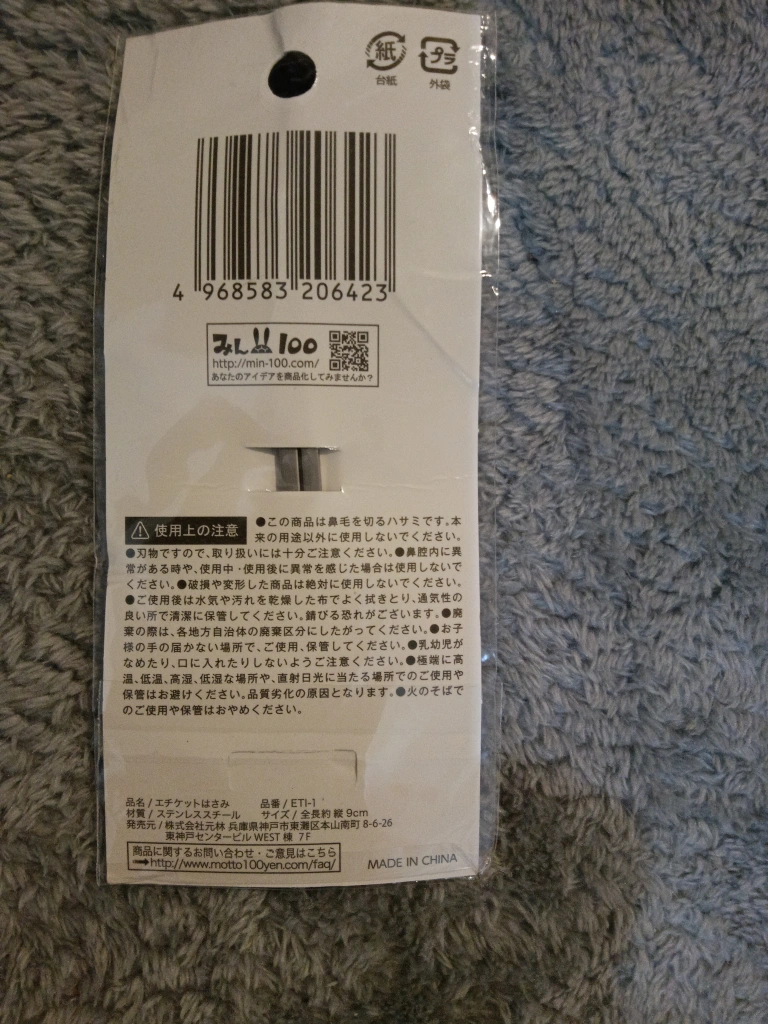 紙
プラ
台紙
外袋
4 968583 206423
みん100
http://min-100.com/
あなたのアイデアを商品化してみませんか？
使用上の注意
●この商品は鼻毛を切るハサミです。本
来の用途以外に使用しないでください。
●刃物ですので、取り扱いには十分ご注意ください。●鼻腔内に異
常がある時や、使用中・使用後に異常を感じた場合は使用しないで
ください。●破損や変形した商品は絶対に使用しないでください。
●ご使用後は水気や汚れを乾燥した布でよく拭きとり、通気性の
良い所で清潔に保管してください。錆びる恐れがございます。●廃
棄の際は、各地方自治体の廃棄区分にしたがってください。●お子
様の手の届かない場所で、ご使用、保管してください。●乳幼児が
なめたり、口に入れたりしないようご注意ください。●極端に高
温、低温、高湿、低湿な場所や、直射日光に当たる場所でのご使用や
保管はお避けください。品質劣化の原因となります。●火のそばで
のご使用や保管はおやめください。
品名 / エチケットはさみ 品番 / ETI-1
材質 / ステンレススチール サイズ / 全長約 縦 9cm
発売元 / 株式会社元林 兵庫県神戸市東灘区本山南町 8-6-26
東神戸センタービル WEST 棟 7F
商品に関するお問い合わせ・ご意見はこちら
➞http://www.motto100yen.com/faq/
MADE IN CHINA